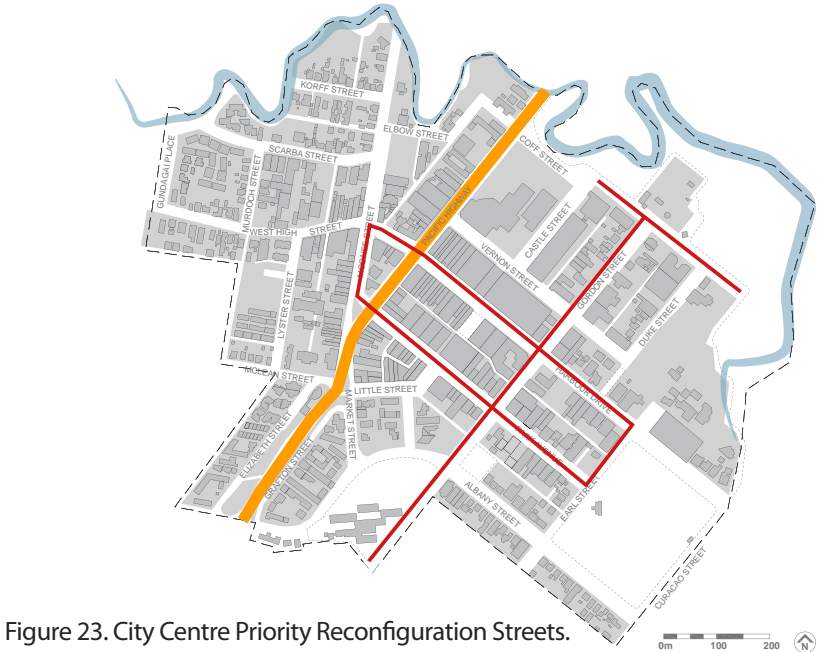 KORFF STREET
ELBOW STREET
COFF STREET
SCARBA STREET
GUNDAGAI PLACE
MURDOCH STREET
WEST HIGH STREET
PACIFIC HIGHWAY
CASTLE STREET
VERNON STREET
GORDON STREET
DUKE STREET
LYSTER STREET
MCLEAN STREET
LITTLE STREET
MARKET STREET
HARBOUR DRIVE
ELIZABETH STREET
GRAFTON STREET
ALBANY STREET
EARL STREET
CURACAO STREET
Figure 23. City Centre Priority Reconfiguration Streets.
0m 100 200
N